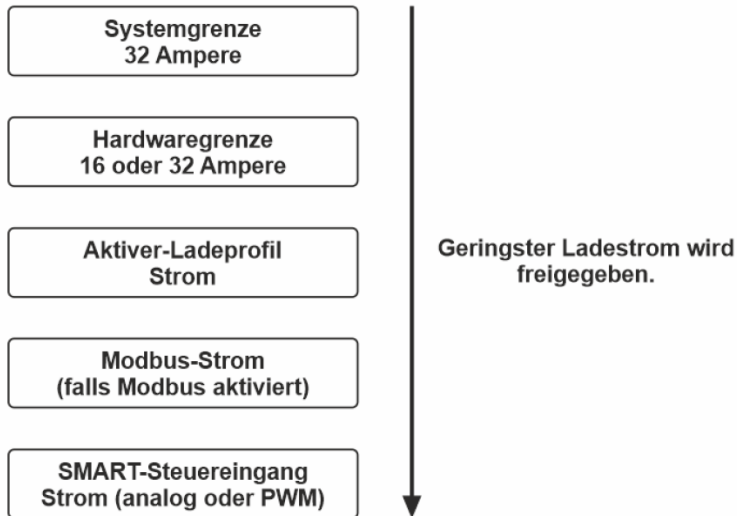 Systemgrenze
32 Ampere
Hardwaregrenze
16 oder 32 Ampere
Aktiver-Ladeprofil
Strom
Modbus-Strom
(falls Modbus aktiviert)
SMART-Steuereingang
Strom (analog oder PWM)
Geringster Ladestrom wird
freigegeben.